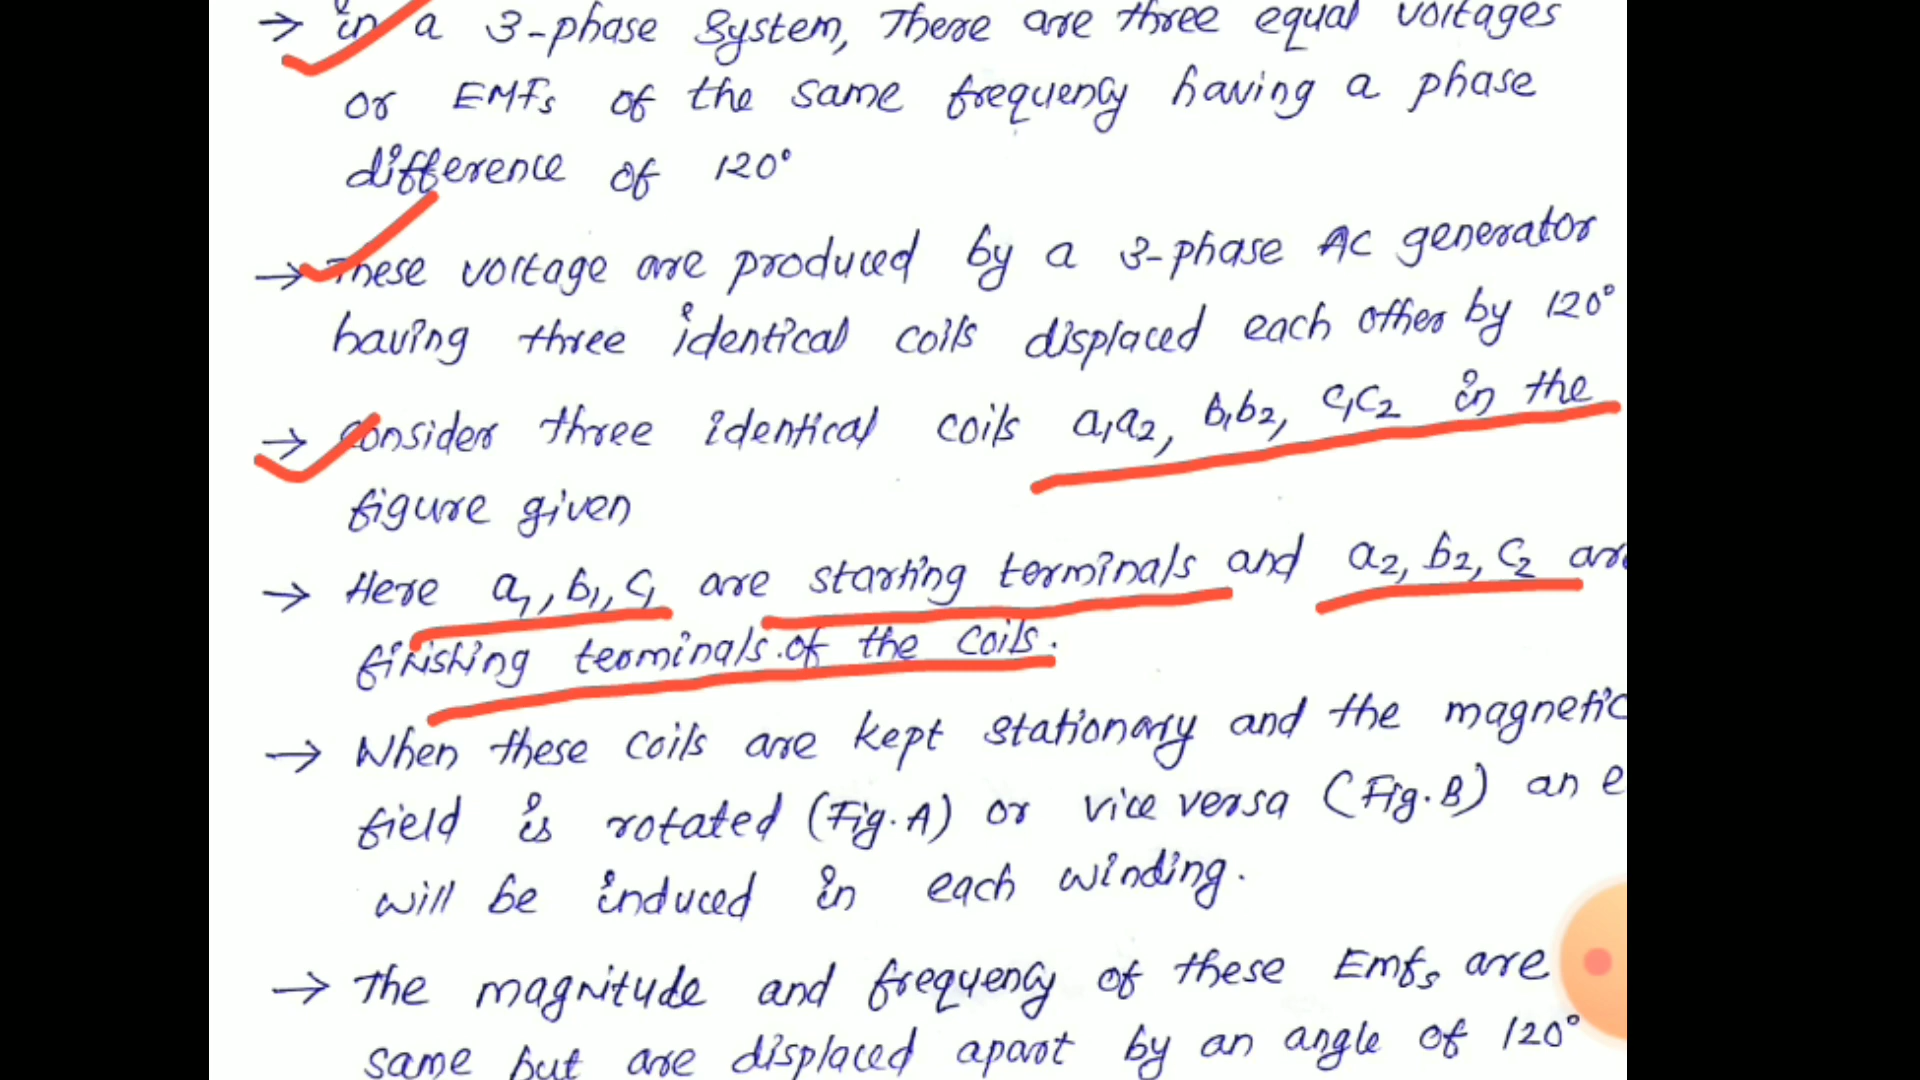 → in a 3-phase System, There are three equal voltages
or EMFs of the same frequency having a phase
difference of 120°
→ These voltage are produced by a 3-phase AC generator
having three identical coils displaced each other by 120°
→ Consider three identical coils a1a2, b1b2, c1c2 in the
figure given
→ Here a1, b1, c1 are starting terminals and a2, b2, c2 are
finishing terminals of the coils.
→ When these coils are kept stationary and the magnetic
field is rotated (Fig. A) or vice versa (Fig. B) an e
will be induced in each winding.
→ The magnitude and frequency of these Emfs are
same but are displaced apart by an angle of 120°